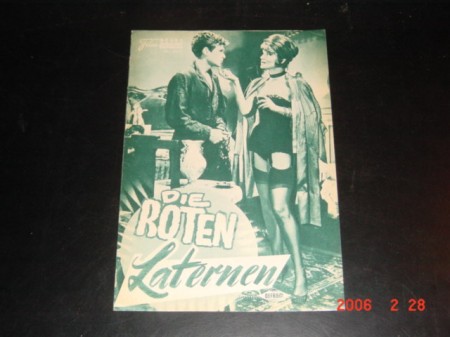 DIE
ROTEN
Laternen
2006 2 28